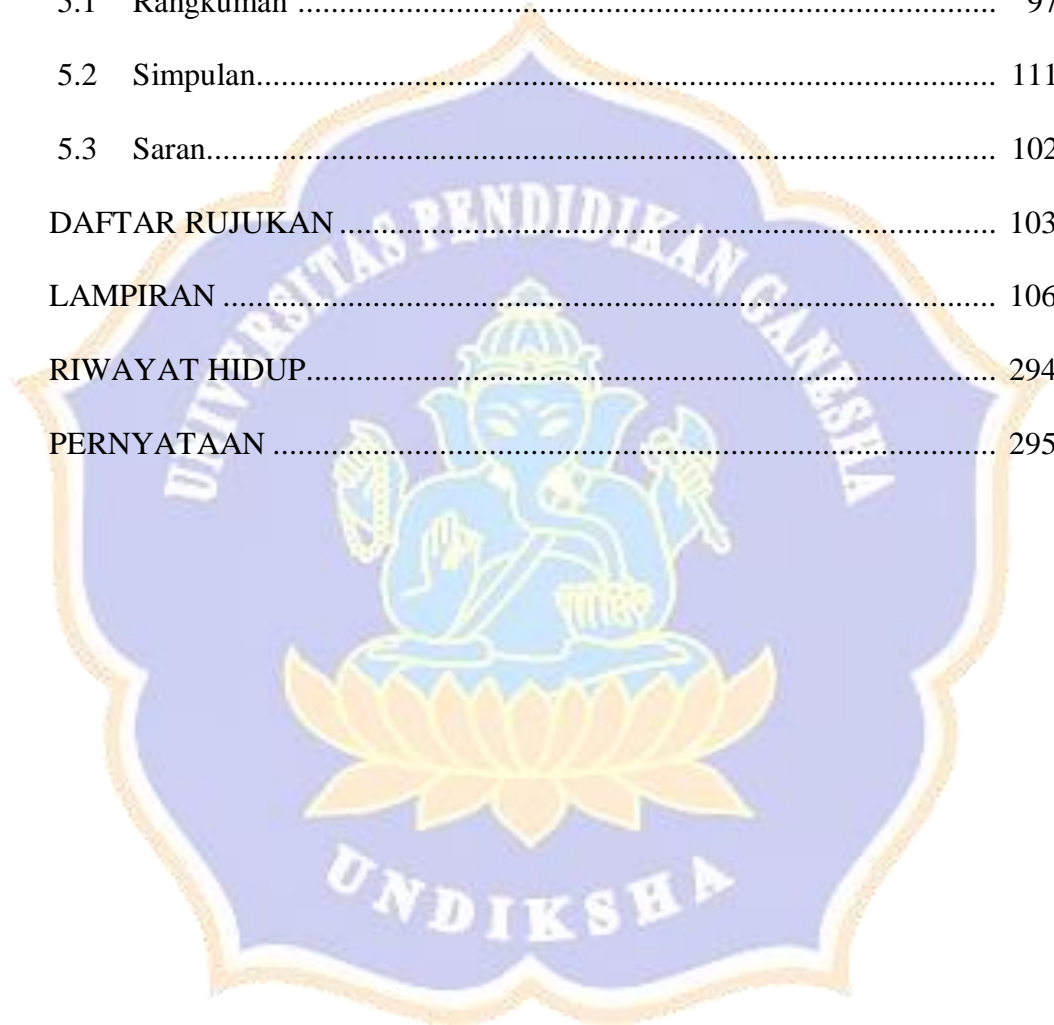 5.1 Rangkuman ........................................................................ 97
5.2 Simpulan........................................................................ 111
5.3 Saran........................................................................ 102
DAFTAR RUJUKAN ........................................................................ 103
LAMPIRAN ........................................................................ 106
RIWAYAT HIDUP........................................................................ 294
PERNYATAAN ........................................................................ 295
UNIVERSITAS PENDIDIKAN GANESHA
UNDIKSHA